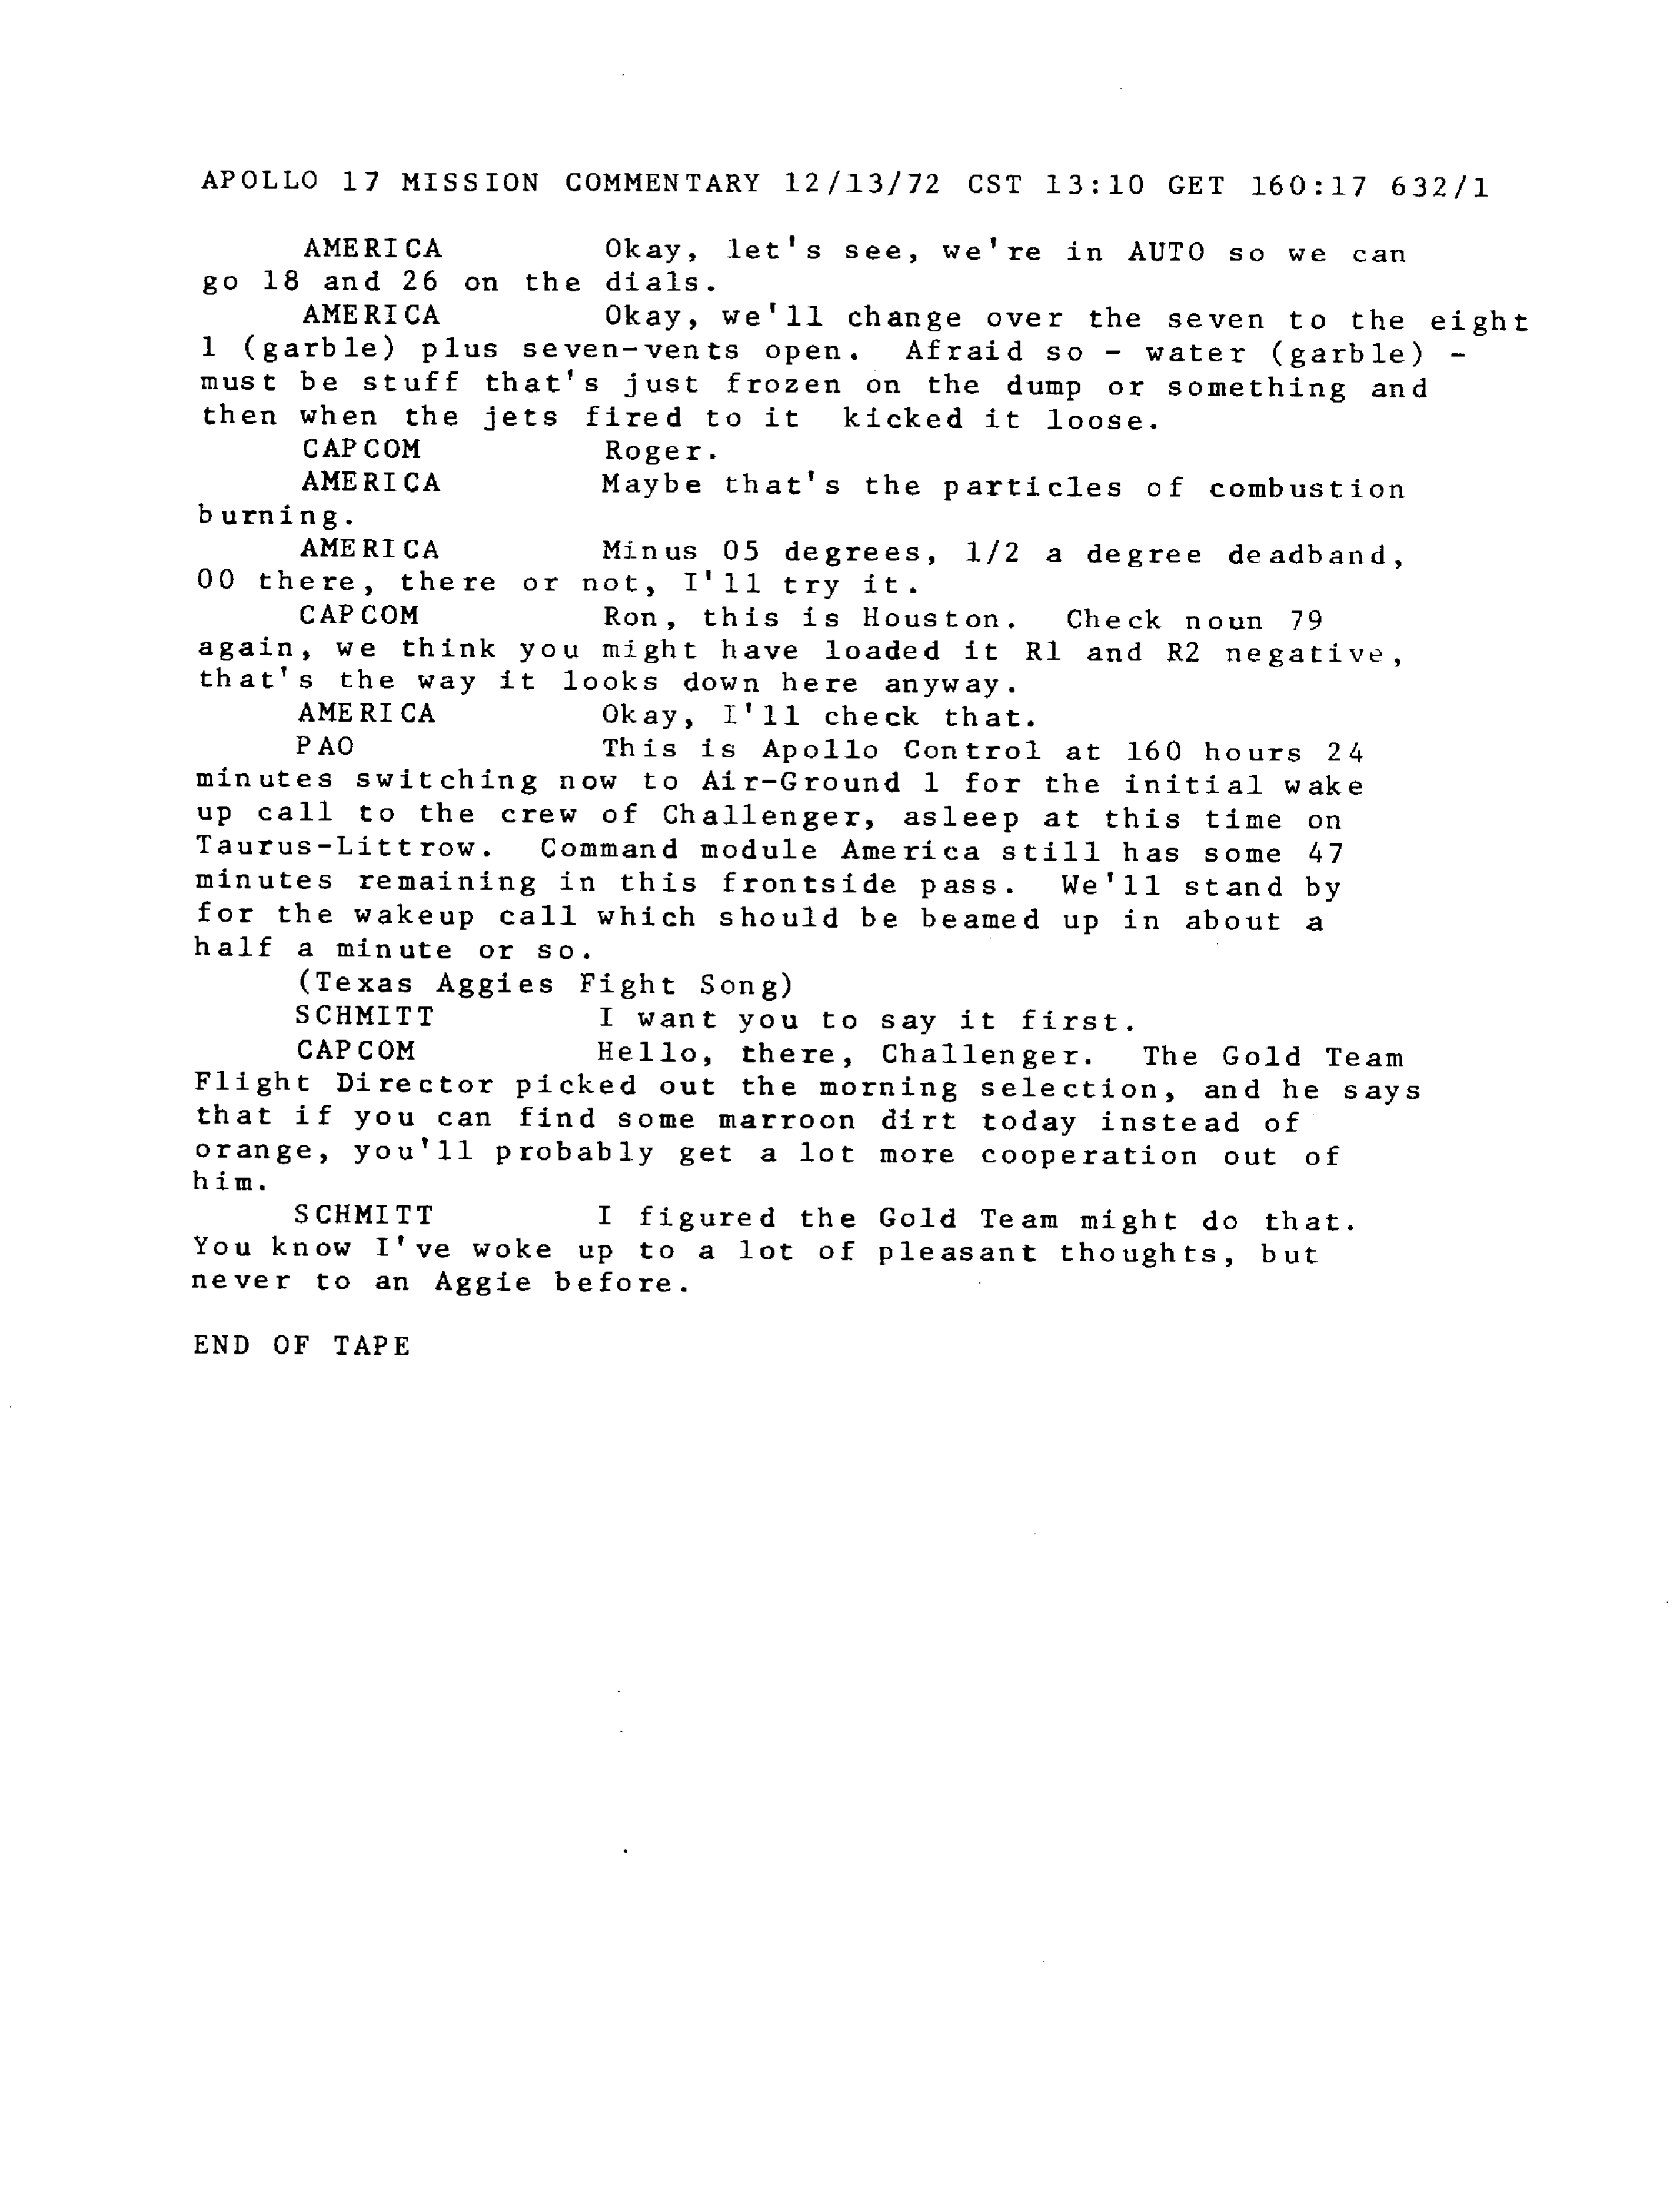 APOLLO 17 MISSION COMMENTARY 12/13/72 CST 13:10 GET 160:17 632/1
AMERICA Okay, let's see, we're in AUTO so we can
go 18 and 26 on the dials.
AMERICA Okay, we'll change over the seven to the eight
1 (garble) plus seven-vents open. Afraid so - water (garble) -
must be stuff that's just frozen on the dump or something and
then when the jets fired to it kicked it loose.
CAPCOM Roger.
AMERICA Maybe that's the particles of combustion
burning.
AMERICA Minus 05 degrees, 1/2 a degree deadband,
00 there, there or not, I'll try it.
CAPCOM Ron, this is Houston. Check noun 79
again, we think you might have loaded it R1 and R2 negative,
that's the way it looks down here anyway.
AMERICA Okay, I'll check that.
PAO This is Apollo Control at 160 hours 24
minutes switching now to Air-Ground 1 for the initial wake
up call to the crew of Challenger, asleep at this time on
Taurus-Littrow. Command module America still has some 47
minutes remaining in this frontside pass. We'll stand by
for the wakeup call which should be beamed up in about a
half a minute or so.
(Texas Aggies Fight Song)
SCHMITT I want you to say it first.
CAPCOM Hello, there, Challenger. The Gold Team
Flight Director picked out the morning selection, and he says
that if you can find some marroon dirt today instead of
orange, you'll probably get a lot more cooperation out of
him.
SCHMITT I figured the Gold Team might do that.
You know I've woke up to a lot of pleasant thoughts, but
never to an Aggie before.
END OF TAPE